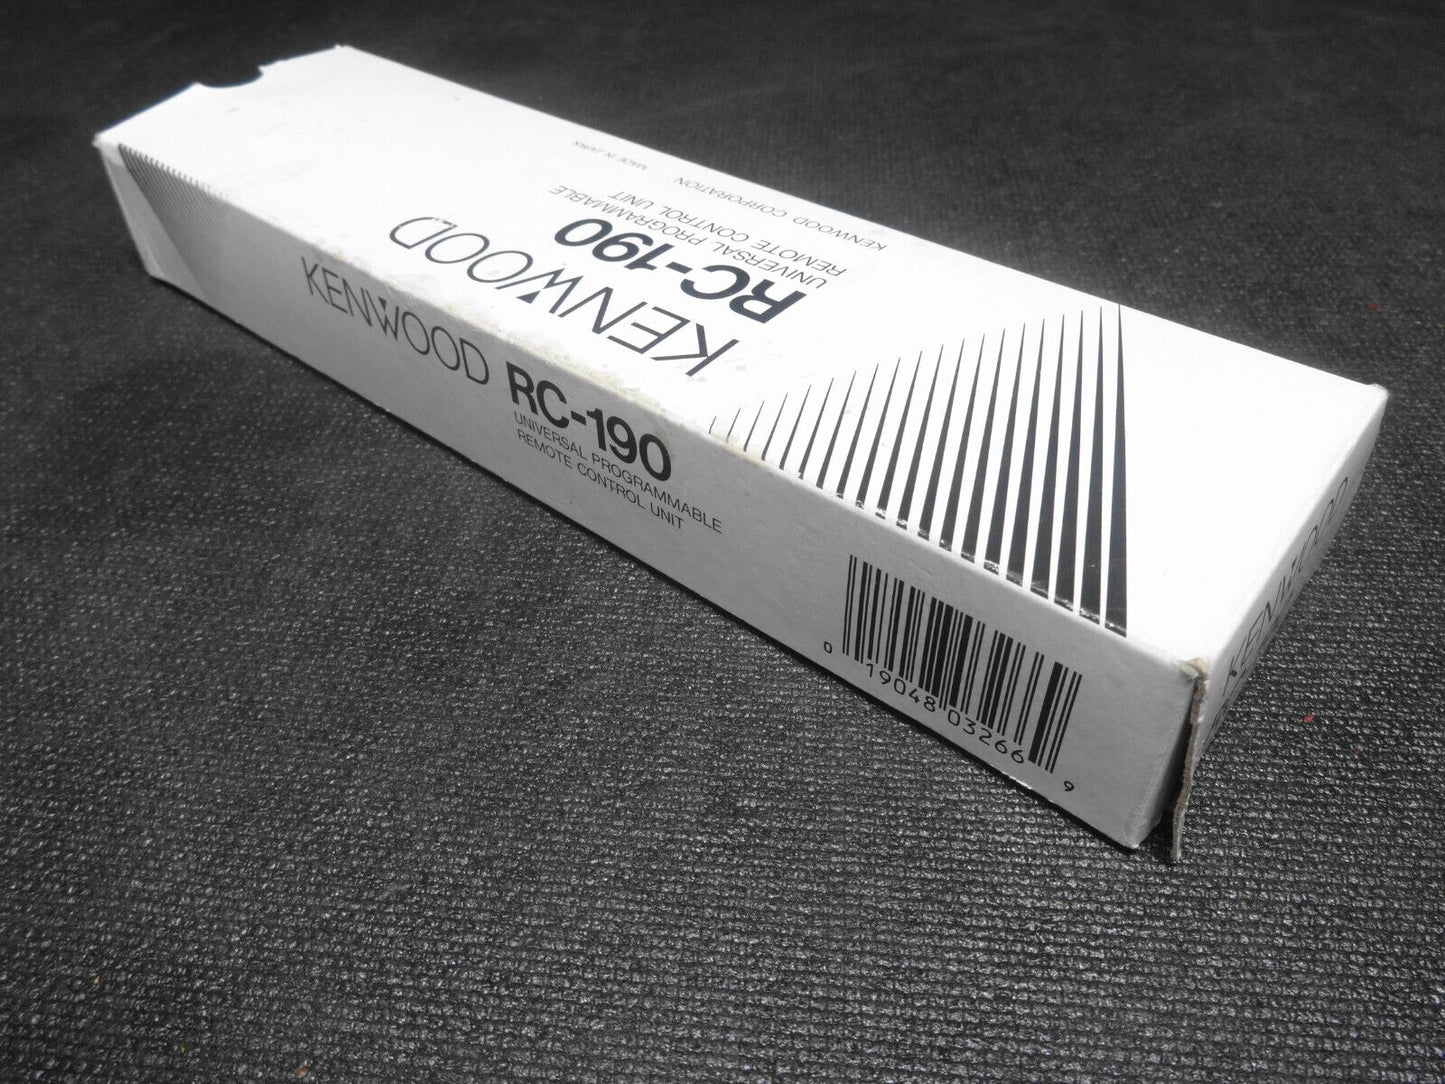 KENWOOD
RC-190
UNIVERSAL PROGRAMMABLE
REMOTE CONTROL UNIT
KENWOOD CORPORATION MADE IN JAPAN
KENWOOD RC-190
UNIVERSAL PROGRAMMABLE
REMOTE CONTROL UNIT
0 19048 03266 9
KENWOOD